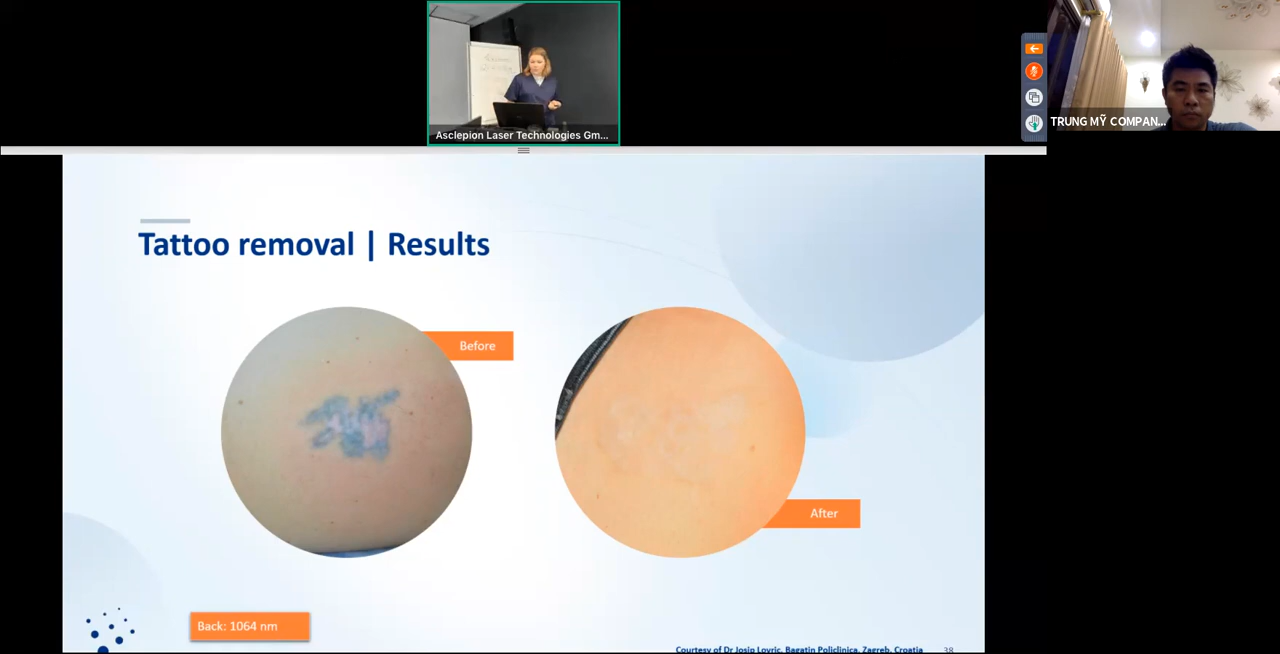 Asclepion Laser Technologies Gm...
TRUNG MỸ COMPAN...
Tattoo removal | Results
Before
After
Back: 1064 nm
Courtesy of Dr Josip Lovric, Bagatin Policlinica, Zagreb, Croatia
38